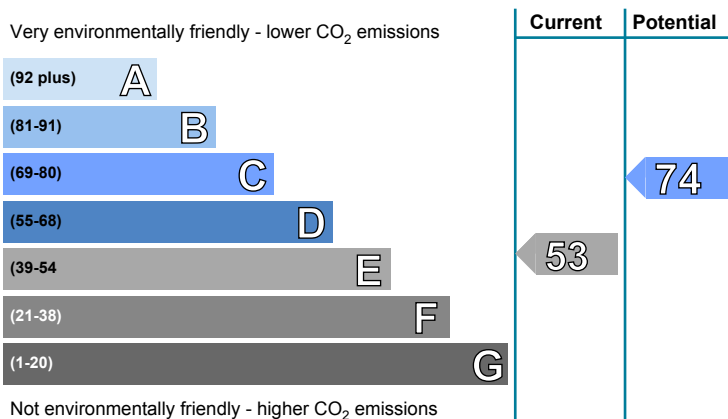 Current Potential
Very environmentally friendly - lower CO2 emissions
(92 plus) A
(81-91) B
(69-80) C
74
(55-68) D
53
(39-54 E
(21-38) F
(1-20) G
Not environmentally friendly - higher CO2 emissions